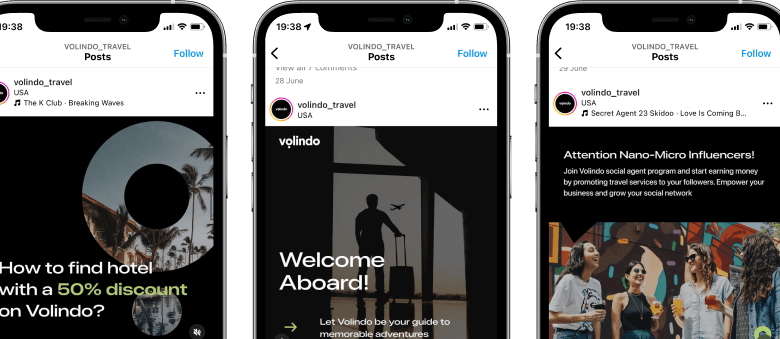 9:38
VOLINDO_TRAVEL
Posts
Follow
volindo_travel
USA
The K Club · Breaking Waves
How to find hotel
with a 50% discount
on Volindo?
19:38
VOLINDO_TRAVEL
Posts
Follow
View all 7 comments
28 June
volindo_travel
USA
volindo
Welcome
Aboard!
Let Volindo be your guide to
memorable adventures
19:38
VOLINDO_TRAVEL
Posts
Follow
29 June
volindo_travel
USA
Secret Agent 23 Skidoo · Love Is Coming B...
Attention Nano-Micro Influencers!
Join Volindo social agent program and start earning money
by promoting travel services to your followers. Empower your
business and grow your social network